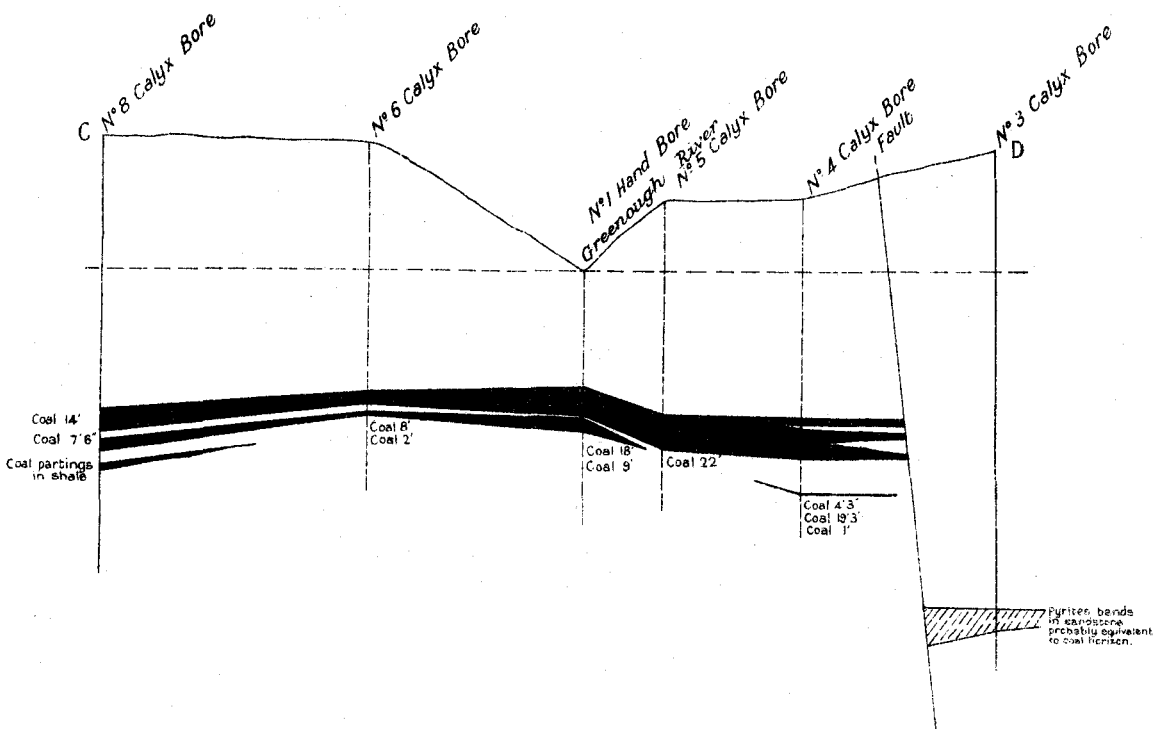 C
Nº 8 Calyx Bore
Nº 6 Calyx Bore
Nº 1 Hand Bore
Greenough River
Nº 5 Calyx Bore
Nº 4 Calyx Bore
Fault
Nº 3 Calyx Bore
D
Coal 14'
Coal 7'6"
Coal partings
in shale
Coal 8'
Coal 2'
Coal 18'
Coal 9'
Coal 22'
Coal 4'3"
Coal 19'3"
Coal 1'
Pyrites bands
in sandstone
probably equivalent
to coal horizon.